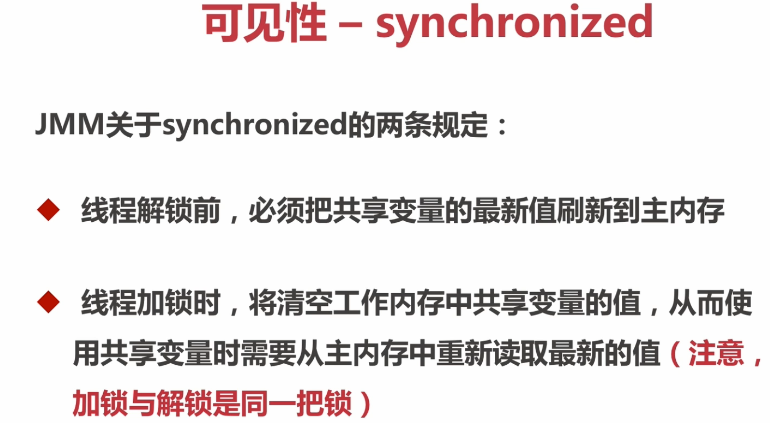 可见性 – synchronized
JMM关于synchronized的两条规定：
线程解锁前，必须把共享变量的最新值刷新到主内存
线程加锁时，将清空工作内存中共享变量的值，从而使
用共享变量时需要从主内存中重新读取最新的值（注意，
加锁与解锁是同一把锁）